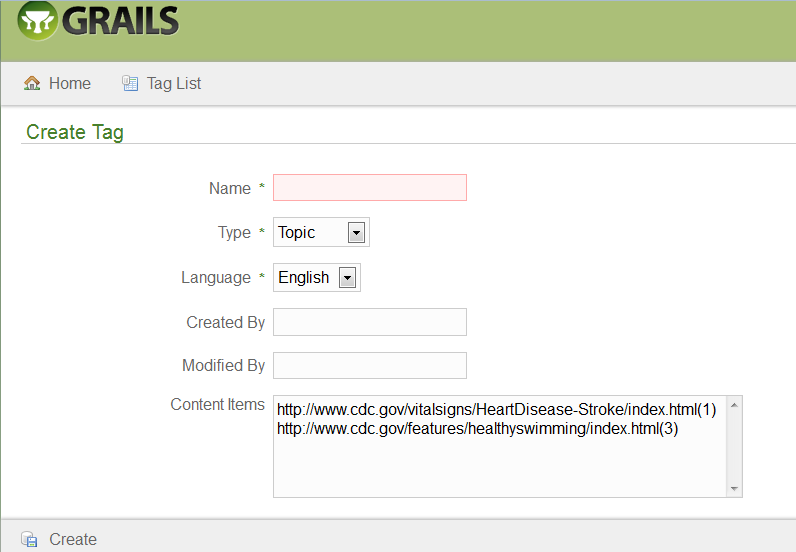 GRAILS
Home Tag List
Create Tag
Name *
Type * Topic
Language * English
Created By
Modified By
Content Items
http://www.cdc.gov/vitalsigns/HeartDisease-Stroke/index.html(1)
http://www.cdc.gov/features/healthyswimming/index.html(3)
Create